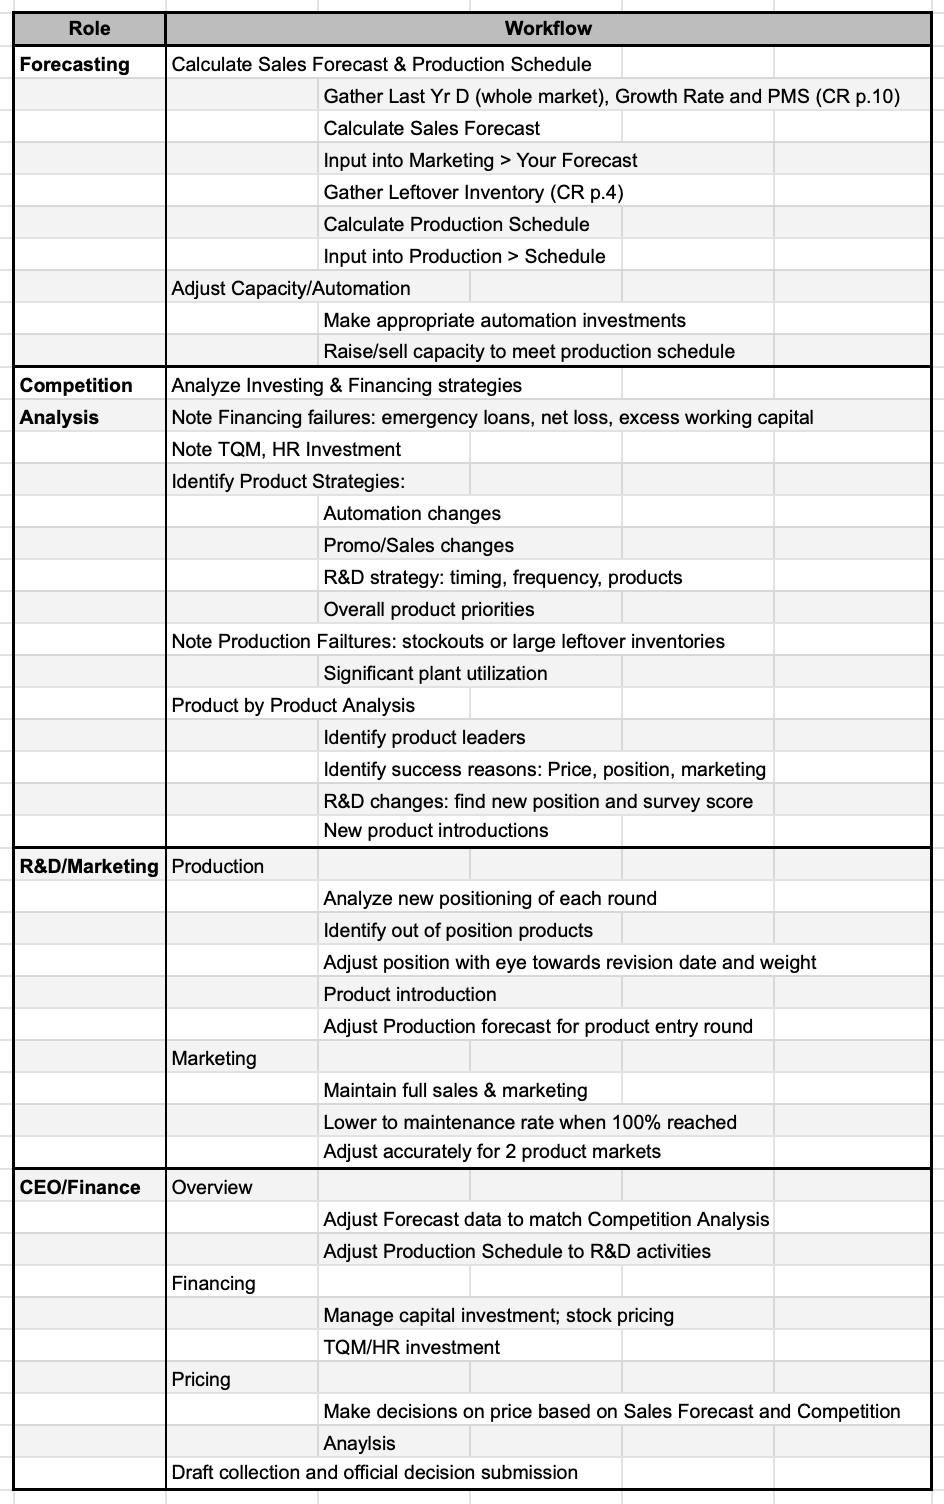 Role Workflow
Forecasting Calculate Sales Forecast & Production Schedule
Gather Last Yr D (whole market), Growth Rate and PMS (CR p.10)
Calculate Sales Forecast
Input into Marketing > Your Forecast
Gather Leftover Inventory (CR p.4)
Calculate Production Schedule
Input into Production > Schedule
Adjust Capacity/Automation
Make appropriate automation investments
Raise/sell capacity to meet production schedule
Competition Analyze Investing & Financing strategies
Analysis Note Financing failures: emergency loans, net loss, excess working capital
Note TQM, HR Investment
Identify Product Strategies:
Automation changes
Promo/Sales changes
R&D strategy: timing, frequency, products
Overall product priorities
Note Production Failtures: stockouts or large leftover inventories
Significant plant utilization
Product by Product Analysis
Identify product leaders
Identify success reasons: Price, position, marketing
R&D changes: find new position and survey score
New product introductions
R&D/Marketing Production
Analyze new positioning of each round
Identify out of position products
Adjust position with eye towards revision date and weight
Product introduction
Adjust Production forecast for product entry round
Marketing
Maintain full sales & marketing
Lower to maintenance rate when 100% reached
Adjust accurately for 2 product markets
CEO/Finance Overview
Adjust Forecast data to match Competition Analysis
Adjust Production Schedule to R&D activities
Financing
Manage capital investment; stock pricing
TQM/HR investment
Pricing
Make decisions on price based on Sales Forecast and Competition
Anaylsis
Draft collection and official decision submission